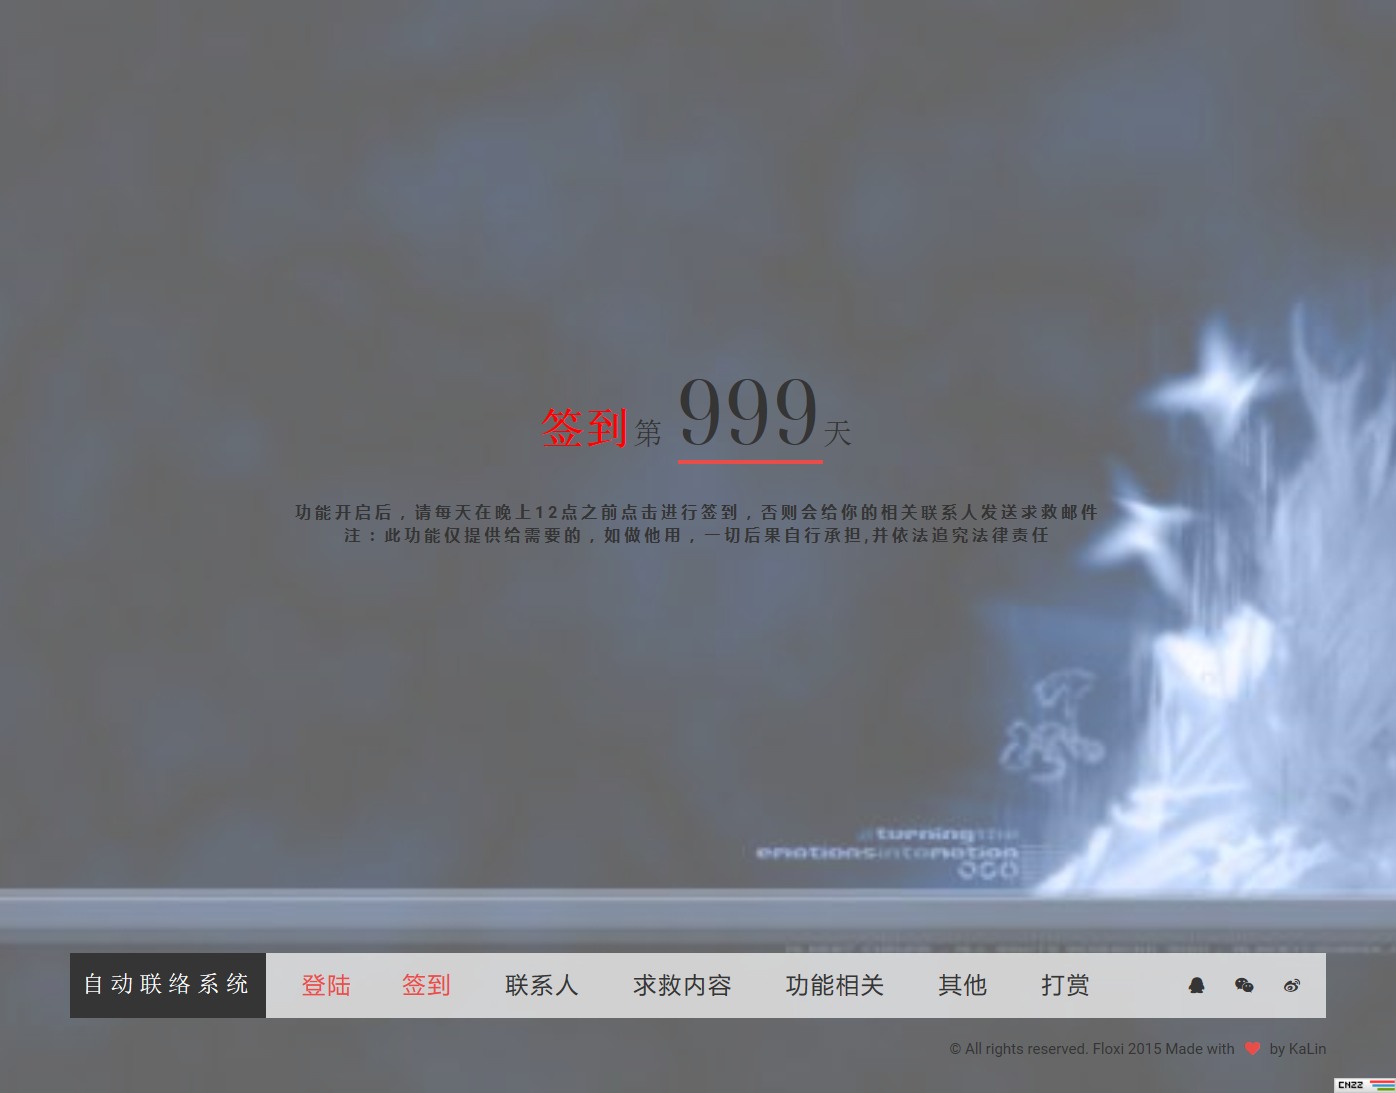 签到第 999天
功能开启后，请每天在晚上12点之前点击进行签到，否则会给你的相关联系人发送求救邮件
注：此功能仅提供给需要的，如做他用，一切后果自行承担,并依法追究法律责任
turning the
emotions into motion
自动联络系统 登陆 签到 联系人 求救内容 功能相关 其他 打赏
© All rights reserved. Floxi 2015 Made with ❤ by KaLin
CNZZ